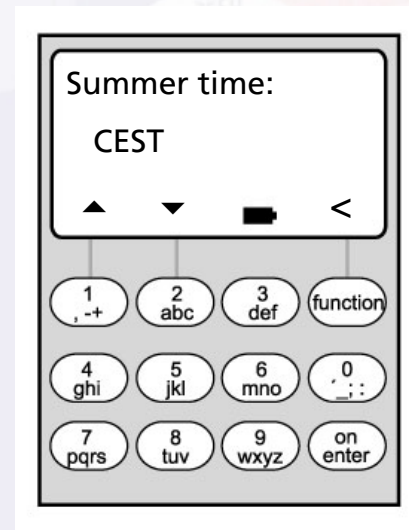 Summer time:
CEST
<
1 2 3 function
, -+ abc def
4 5 6 0
ghi jkl mno ´_; :
7 8 9 on
pqrs tuv wxyz enter